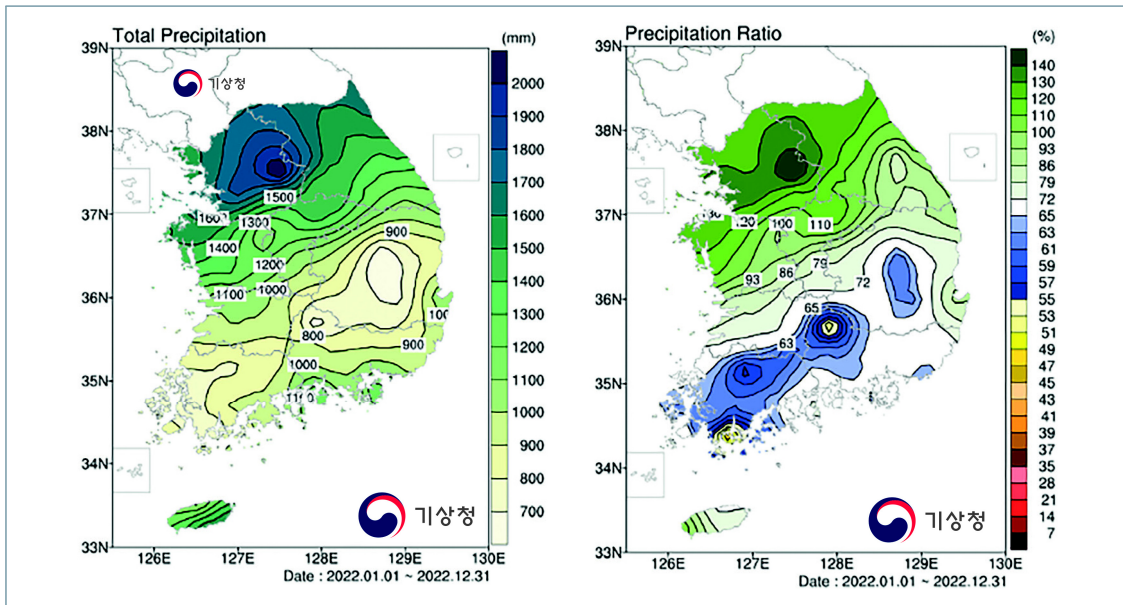 Total Precipitation
(mm)
39N
38N
37N
36N
35N
34N
33N
126E
127E
128E
129E
130E
기상청
1500
1600
1300
1400
1200
1100
1000
900
800
900
1000
기상청
2000
1900
1800
1700
1600
1500
1400
1300
1200
1100
1000
900
800
700
Date : 2022.01.01 ~ 2022.12.31
Precipitation Ratio
(%)
39N
38N
37N
36N
35N
34N
33N
126E
127E
128E
129E
130E
120
100
110
93
86
79
72
65
63
기상청
140
130
120
110
100
93
86
79
72
65
63
61
59
57
55
53
51
49
47
45
43
41
39
37
35
28
21
14
7
Date : 2022.01.01 ~ 2022.12.31